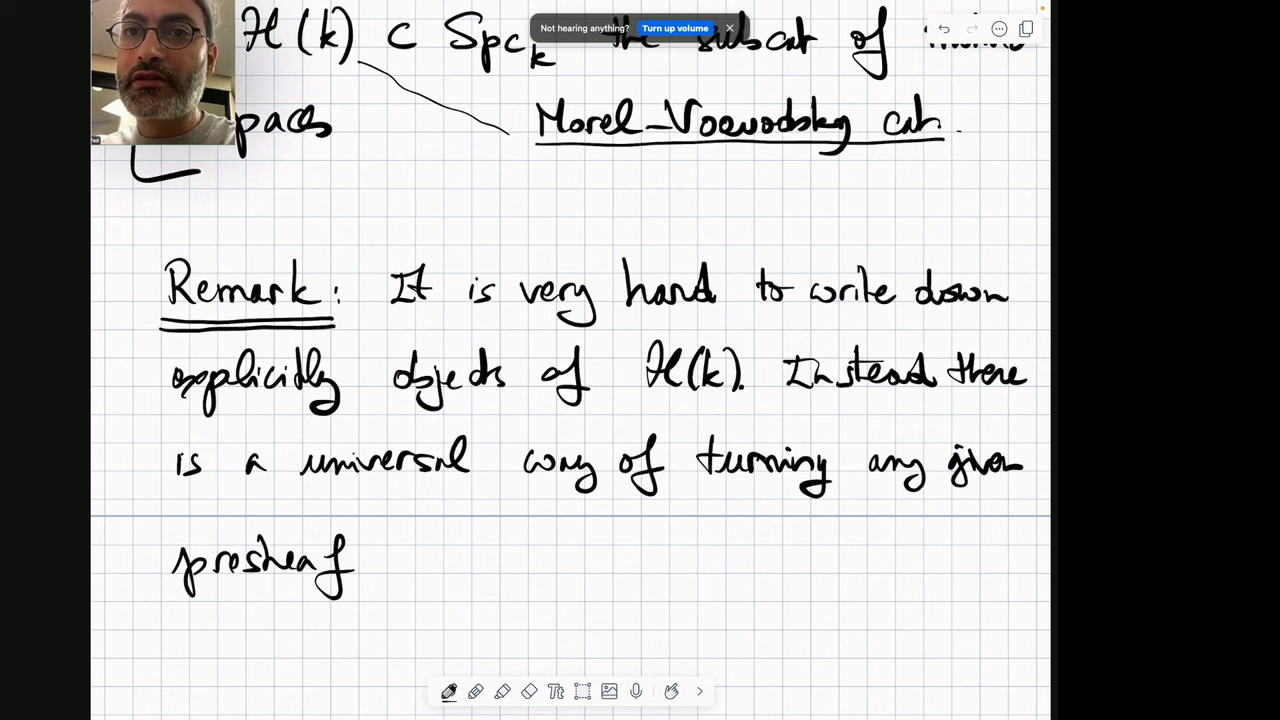 H(k) ⊂ Spc_k the subcat of
paces
Morel-Voevodsky cat.
Not hearing anything? Turn up volume
Remark: It is very hard to write down
explicitly objects of H(k). Instead there
is a universal way of turning any given
presheaf
Tt